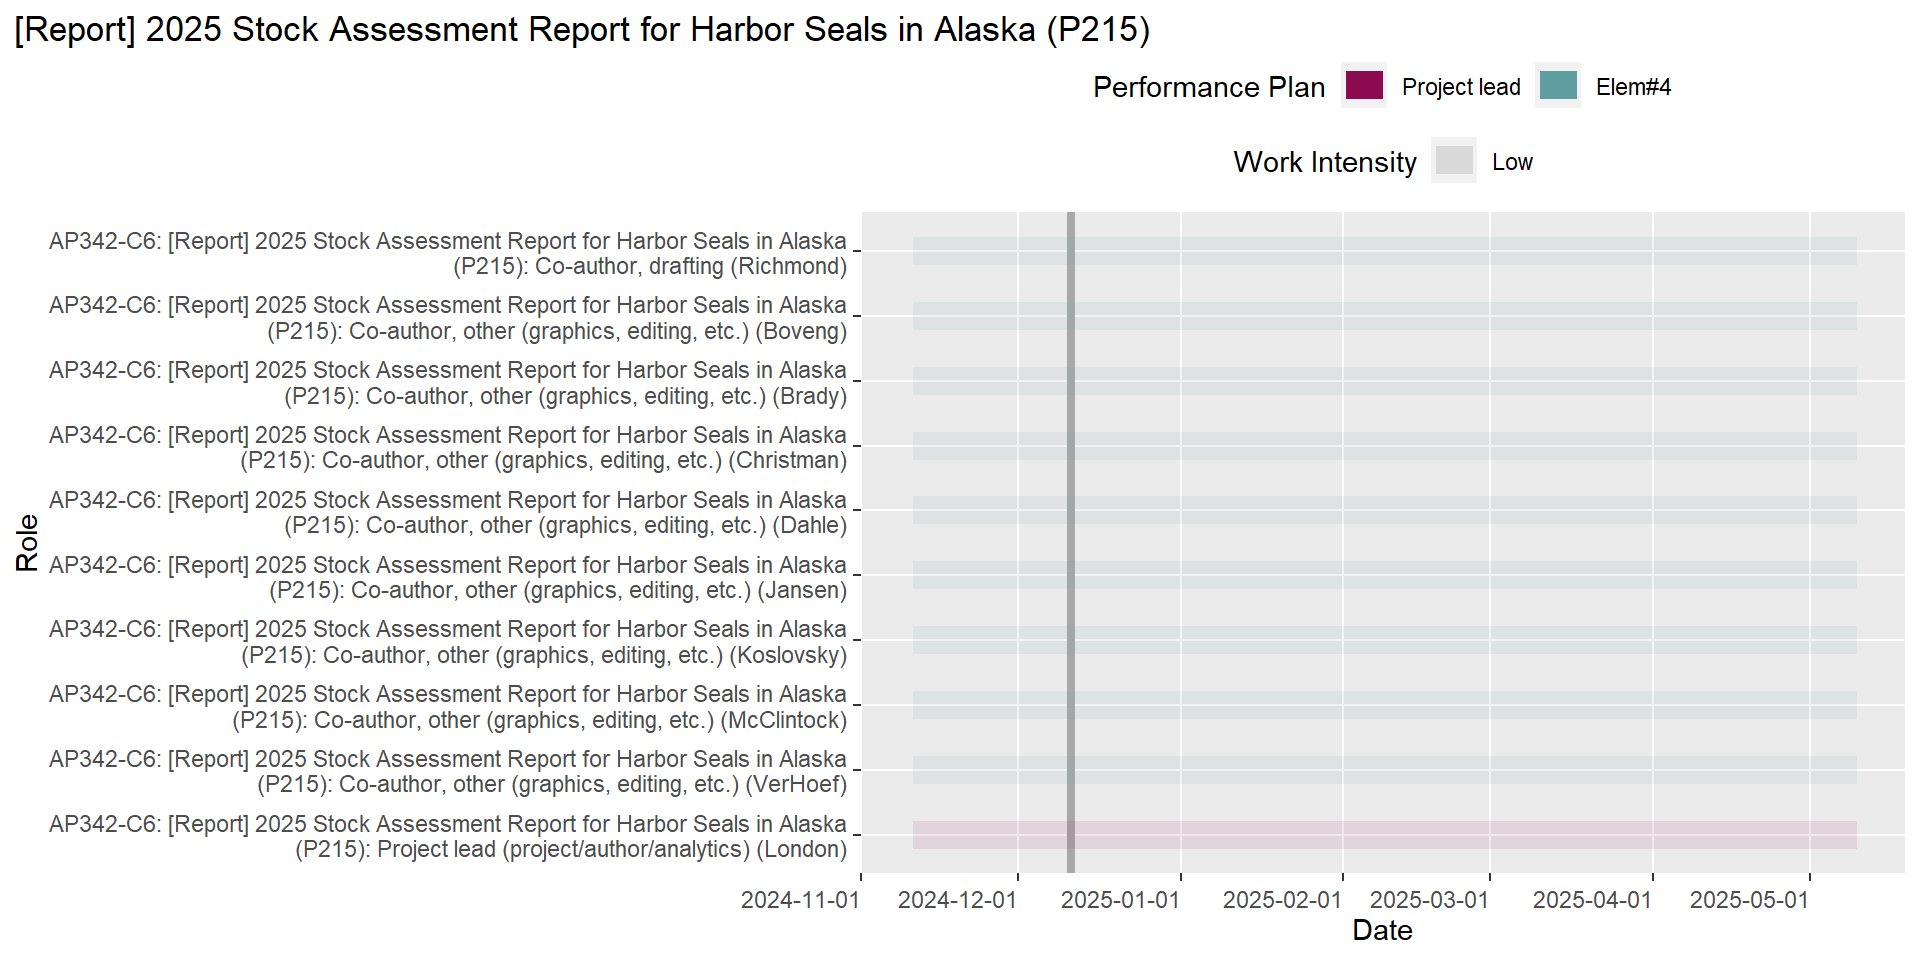 [Report] 2025 Stock Assessment Report for Harbor Seals in Alaska (P215)
Performance Plan Project lead Elem#4
Work Intensity Low
AP342-C6: [Report] 2025 Stock Assessment Report for Harbor Seals in Alaska
(P215): Co-author, drafting (Richmond)
AP342-C6: [Report] 2025 Stock Assessment Report for Harbor Seals in Alaska
(P215): Co-author, other (graphics, editing, etc.) (Boveng)
AP342-C6: [Report] 2025 Stock Assessment Report for Harbor Seals in Alaska
(P215): Co-author, other (graphics, editing, etc.) (Brady)
AP342-C6: [Report] 2025 Stock Assessment Report for Harbor Seals in Alaska
(P215): Co-author, other (graphics, editing, etc.) (Christman)
AP342-C6: [Report] 2025 Stock Assessment Report for Harbor Seals in Alaska
(P215): Co-author, other (graphics, editing, etc.) (Dahle)
AP342-C6: [Report] 2025 Stock Assessment Report for Harbor Seals in Alaska
(P215): Co-author, other (graphics, editing, etc.) (Jansen)
AP342-C6: [Report] 2025 Stock Assessment Report for Harbor Seals in Alaska
(P215): Co-author, other (graphics, editing, etc.) (Koslovsky)
AP342-C6: [Report] 2025 Stock Assessment Report for Harbor Seals in Alaska
(P215): Co-author, other (graphics, editing, etc.) (McClintock)
AP342-C6: [Report] 2025 Stock Assessment Report for Harbor Seals in Alaska
(P215): Co-author, other (graphics, editing, etc.) (VerHoef)
AP342-C6: [Report] 2025 Stock Assessment Report for Harbor Seals in Alaska
(P215): Project lead (project/author/analytics) (London)
Role
2024-11-01 2024-12-01 2025-01-01 2025-02-01 2025-03-01 2025-04-01 2025-05-01
Date